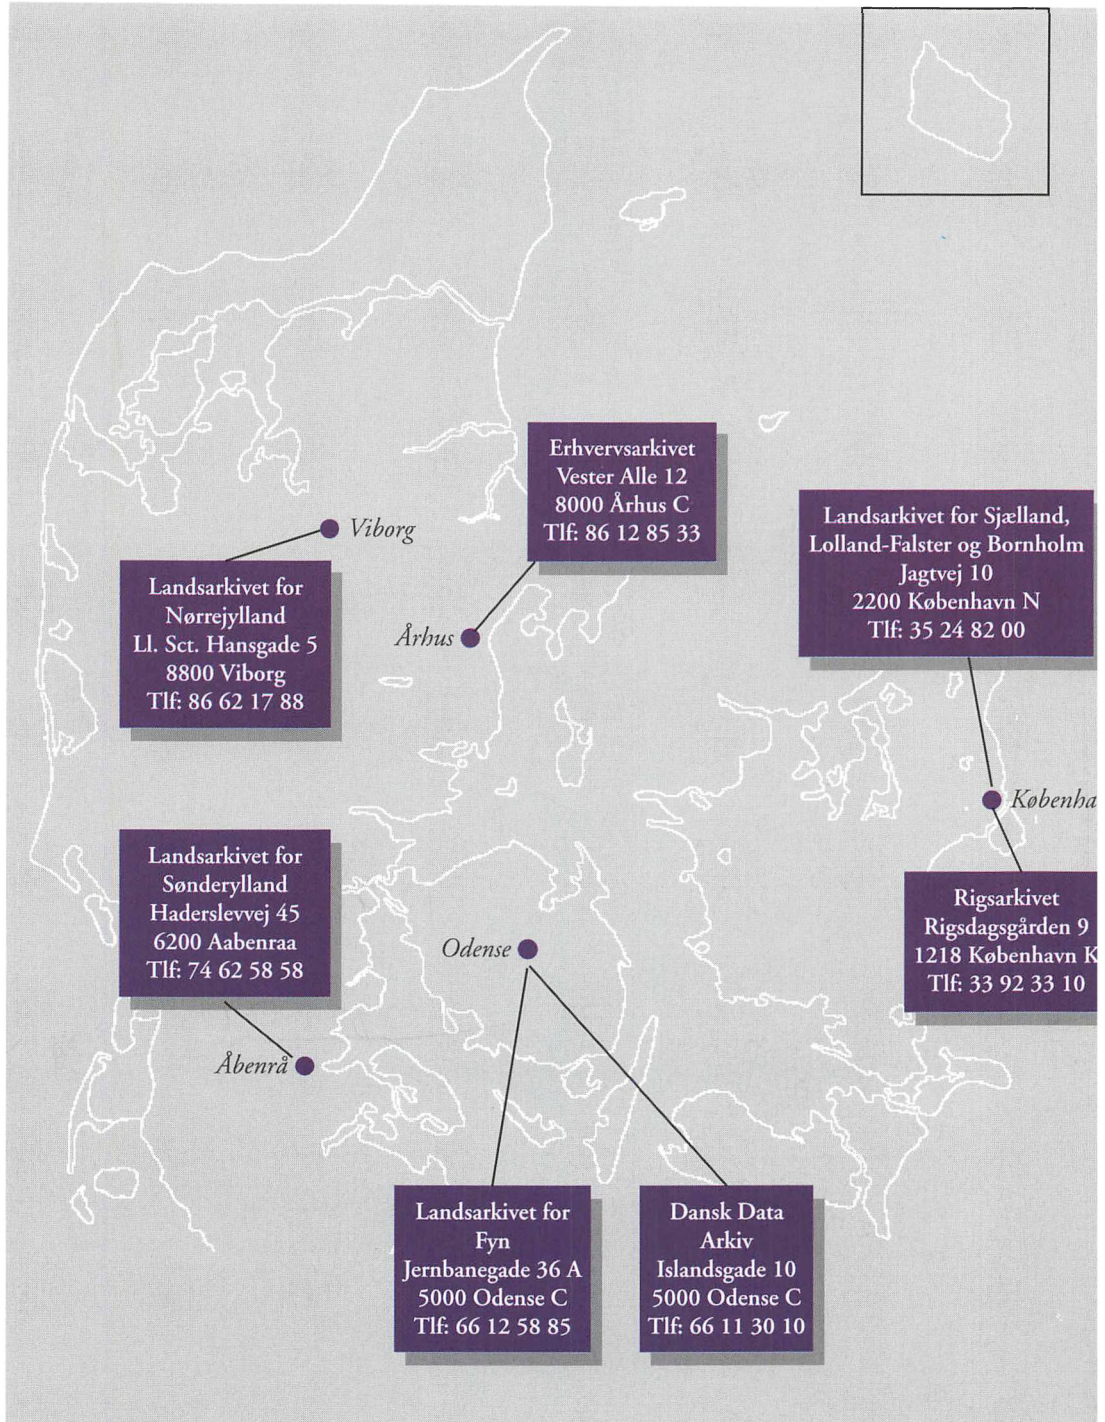 Erhvervsarkivet
Vester Alle 12
8000 Århus C
Tlf: 86 12 85 33
Landsarkivet for Sjælland,
Lolland-Falster og Bornholm
Jagtvej 10
2200 København N
Tlf: 35 24 82 00
Viborg
Landsarkivet for
Nørrejylland
Ll. Sct. Hansgade 5
8800 Viborg
Tlf: 86 62 17 88
Århus
Københa
Landsarkivet for
Sønderylland
Haderslevvej 45
6200 Aabenraa
Tlf: 74 62 58 58
Rigsarkivet
Rigsdagsgården 9
1218 København K
Tlf: 33 92 33 10
Odense
Åbenrå
Landsarkivet for
Fyn
Jernbanegade 36 A
5000 Odense C
Tlf: 66 12 58 85
Dansk Data
Arkiv
Islandsgade 10
5000 Odense C
Tlf: 66 11 30 10